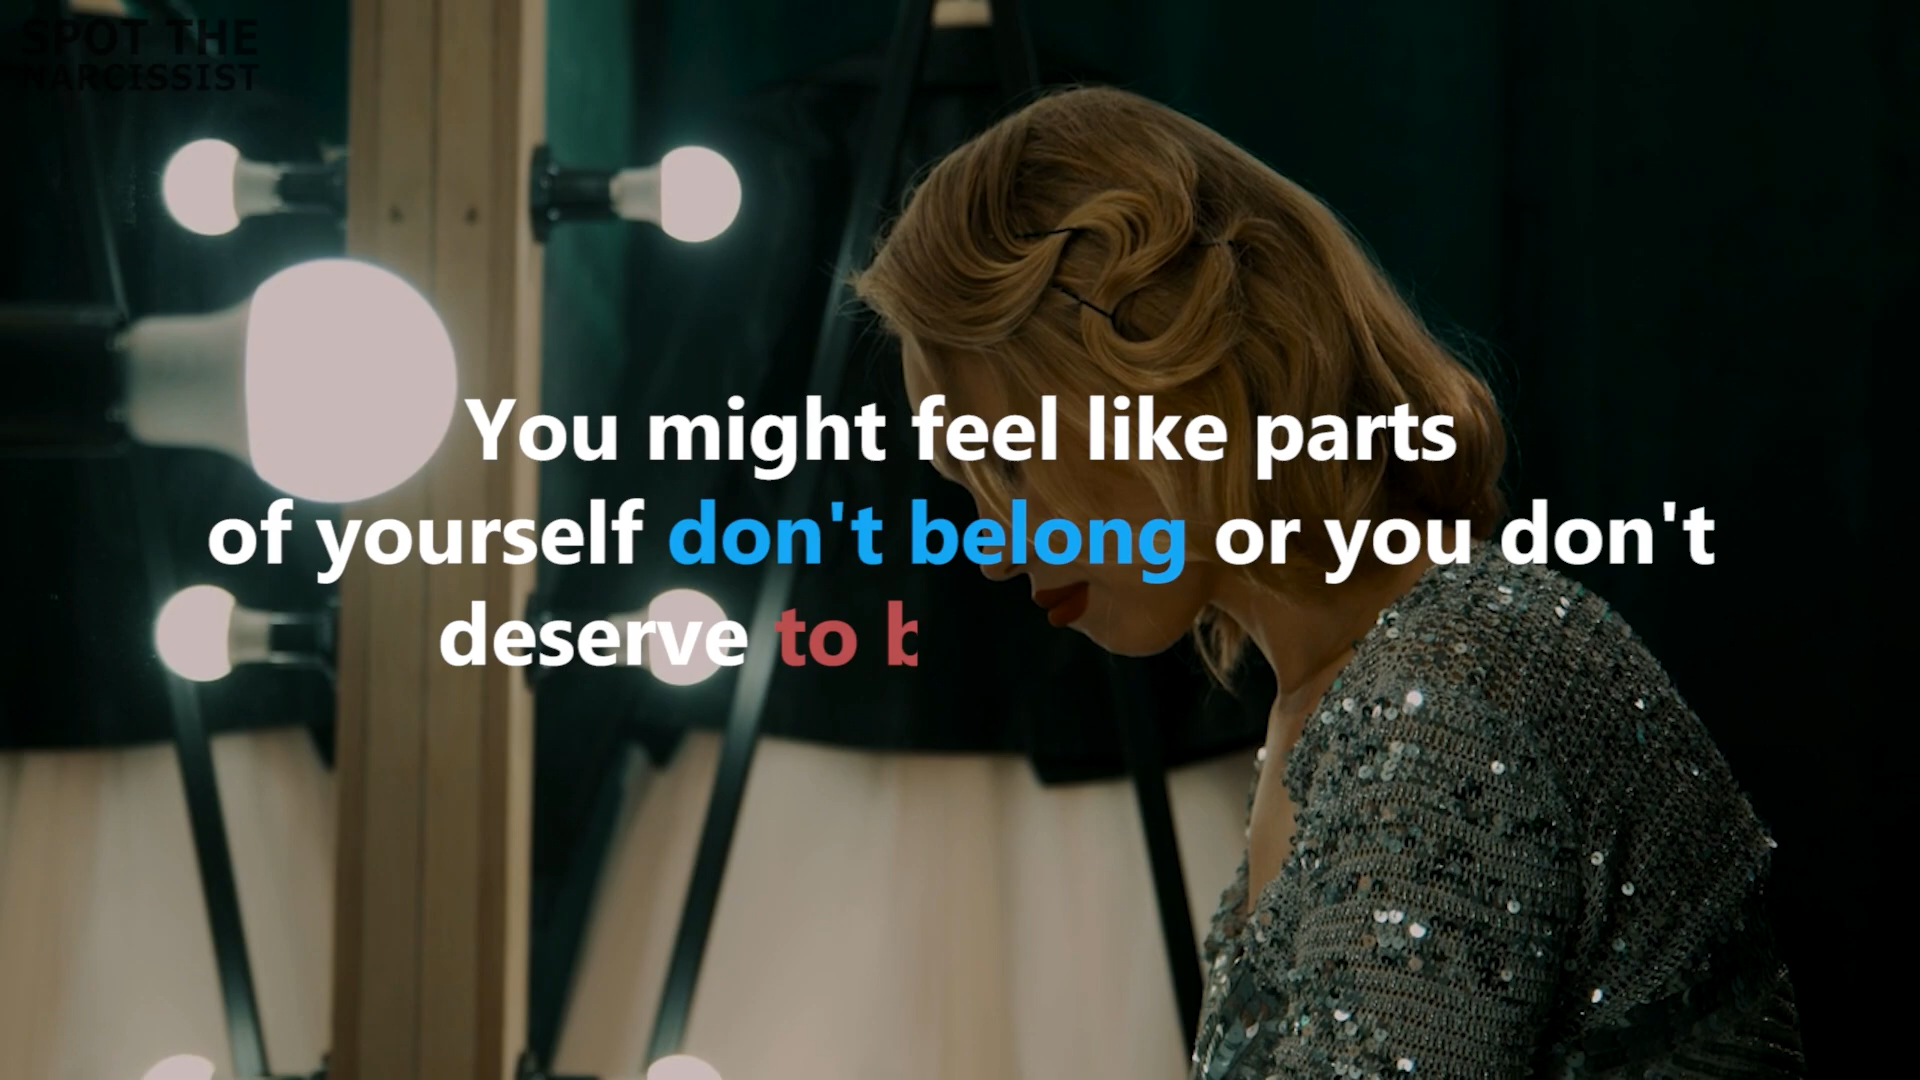 SPOT THE
NARCISSIST
You might feel like parts
of yourself don't belong or you don't
deserve to b